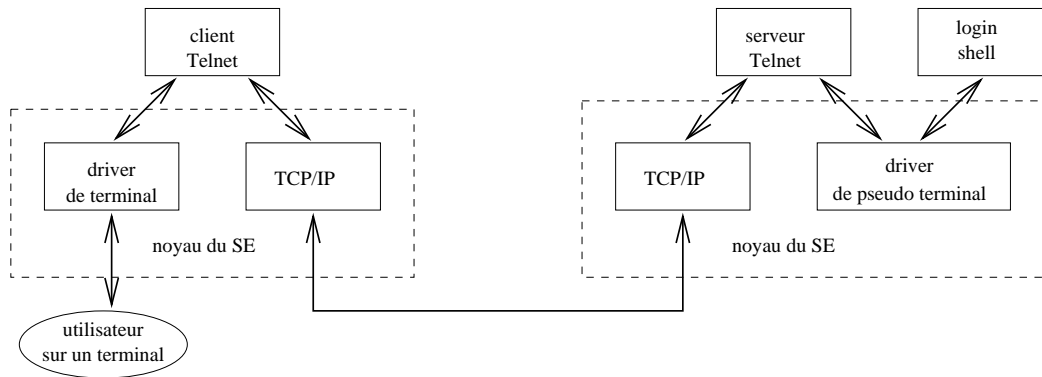 client
Telnet
serveur
Telnet
login
shell
driver
de terminal
TCP/IP
TCP/IP
driver
de pseudo terminal
noyau du SE
noyau du SE
utilisateur
sur un terminal